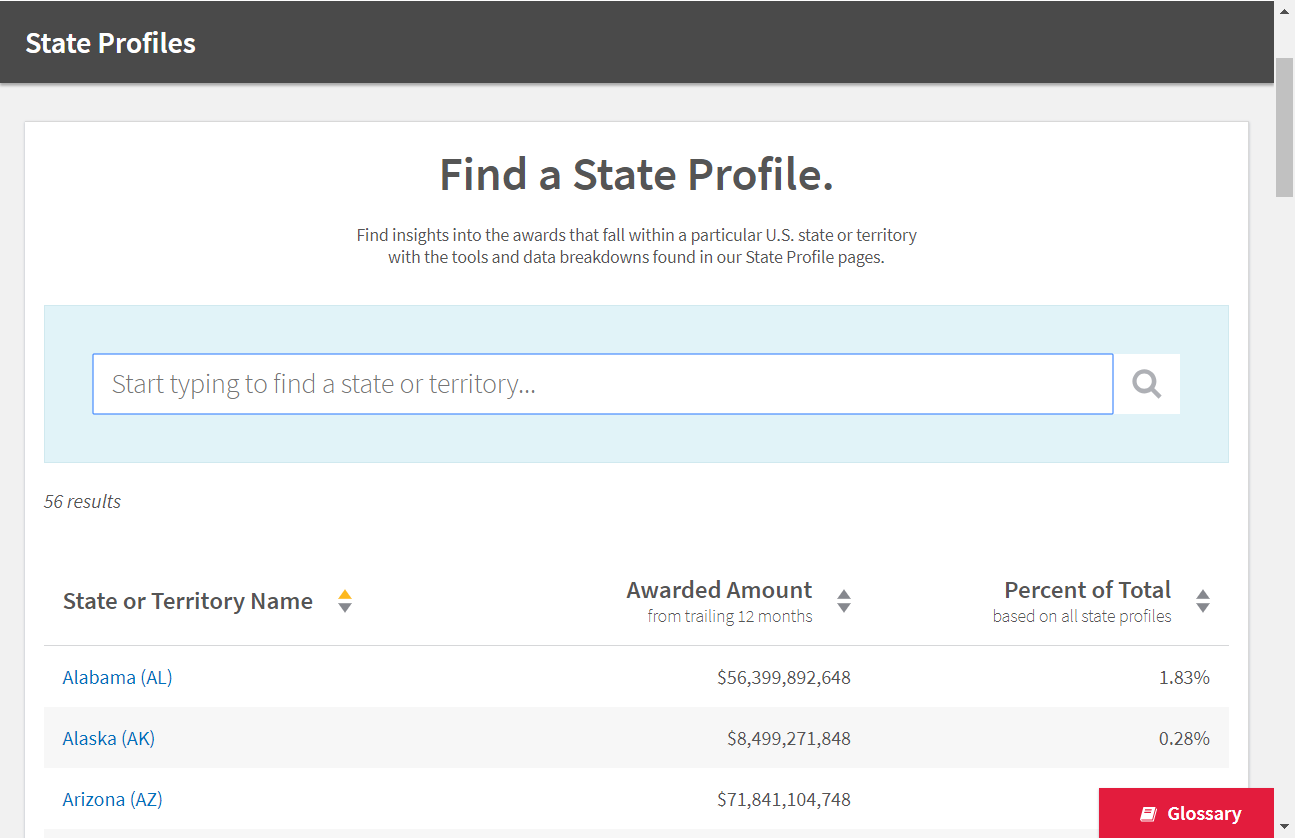 State Profiles
Find a State Profile.
Find insights into the awards that fall within a particular U.S. state or territory
with the tools and data breakdowns found in our State Profile pages.
Start typing to find a state or territory...
56 results
State or Territory Name
Awarded Amount
from trailing 12 months
Percent of Total
based on all state profiles
Alabama (AL) $56,399,892,648 1.83%
Alaska (AK) $8,499,271,848 0.28%
Arizona (AZ) $71,841,104,748
Glossary